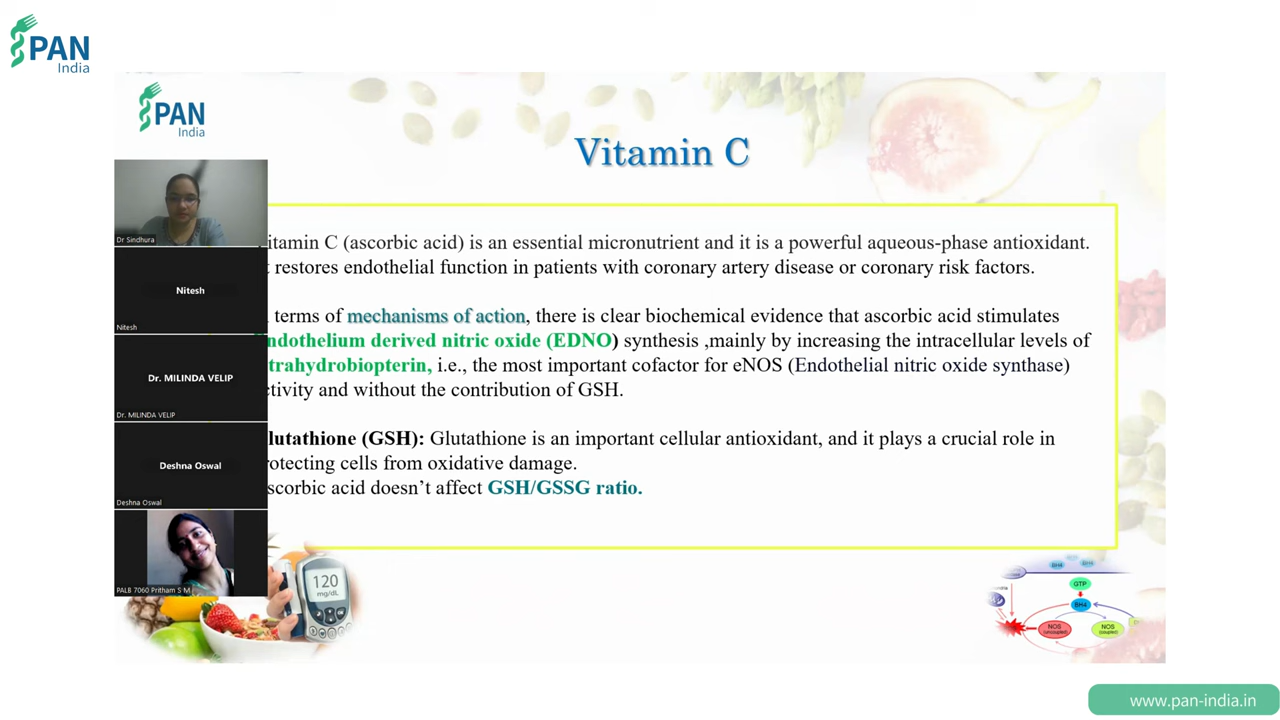 PAN
India
PAN
India
Vitamin C
itamin C (ascorbic acid) is an essential micronutrient and it is a powerful aqueous-phase antioxidant.
restores endothelial function in patients with coronary artery disease or coronary risk factors.
terms of mechanisms of action, there is clear biochemical evidence that ascorbic acid stimulates
ndothelium derived nitric oxide (EDNO) synthesis ,mainly by increasing the intracellular levels of
trahydrobiopterin, i.e., the most important cofactor for eNOS (Endothelial nitric oxide synthase)
ctivity and without the contribution of GSH.
lutathione (GSH): Glutathione is an important cellular antioxidant, and it plays a crucial role in
rotecting cells from oxidative damage.
scorbic acid doesn't affect GSH/GSSG ratio.
Dr Sindhura
Nitesh
Nitesh
Dr. MILINDA VELIP
Dr. MILINDA VELIP
Deshna Oswal
Deshna Oswal
PALB 7060 Pritham S M
120
mg/dL
BH4 BH4
GTP
BH4
NOS
(uncoupled)
NOS
(coupled)
www.pan-india.in